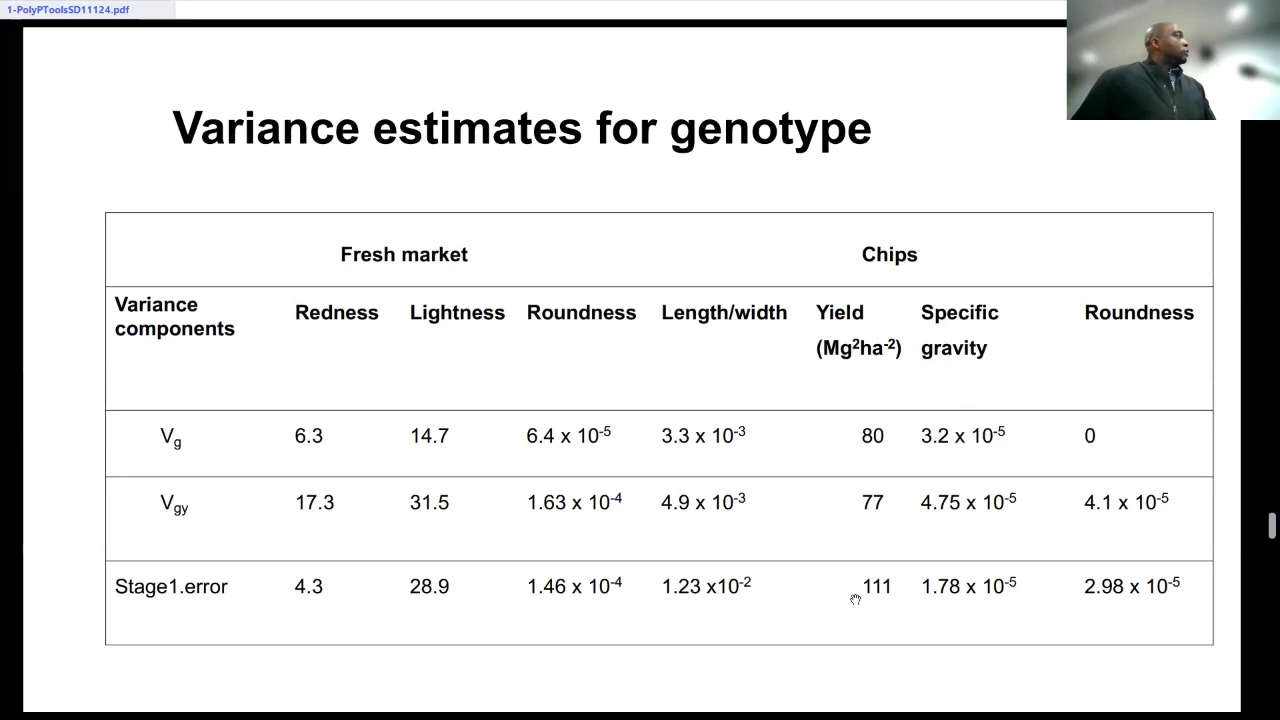 1-PolyPToolsSD11124.pdf
Variance estimates for genotype
Fresh market Chips
Variance components Redness Lightness Roundness Length/width Yield (Mg²ha⁻²) Specific gravity Roundness
Vg 6.3 14.7 6.4 x 10⁻⁵ 3.3 x 10⁻³ 80 3.2 x 10⁻⁵ 0
Vgy 17.3 31.5 1.63 x 10⁻⁴ 4.9 x 10⁻³ 77 4.75 x 10⁻⁵ 4.1 x 10⁻⁵
Stage1.error 4.3 28.9 1.46 x 10⁻⁴ 1.23 x10⁻² 111 1.78 x 10⁻⁵ 2.98 x 10⁻⁵